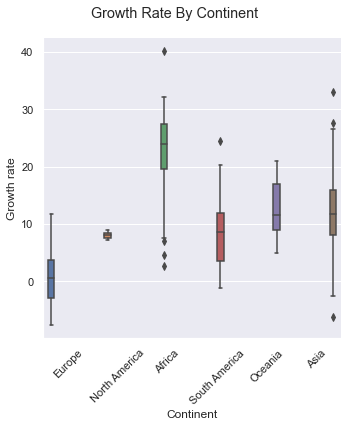 Growth Rate By Continent
40
30
20
10
0
Growth rate
Europe
North America
Africa
South America
Oceania
Asia
Continent